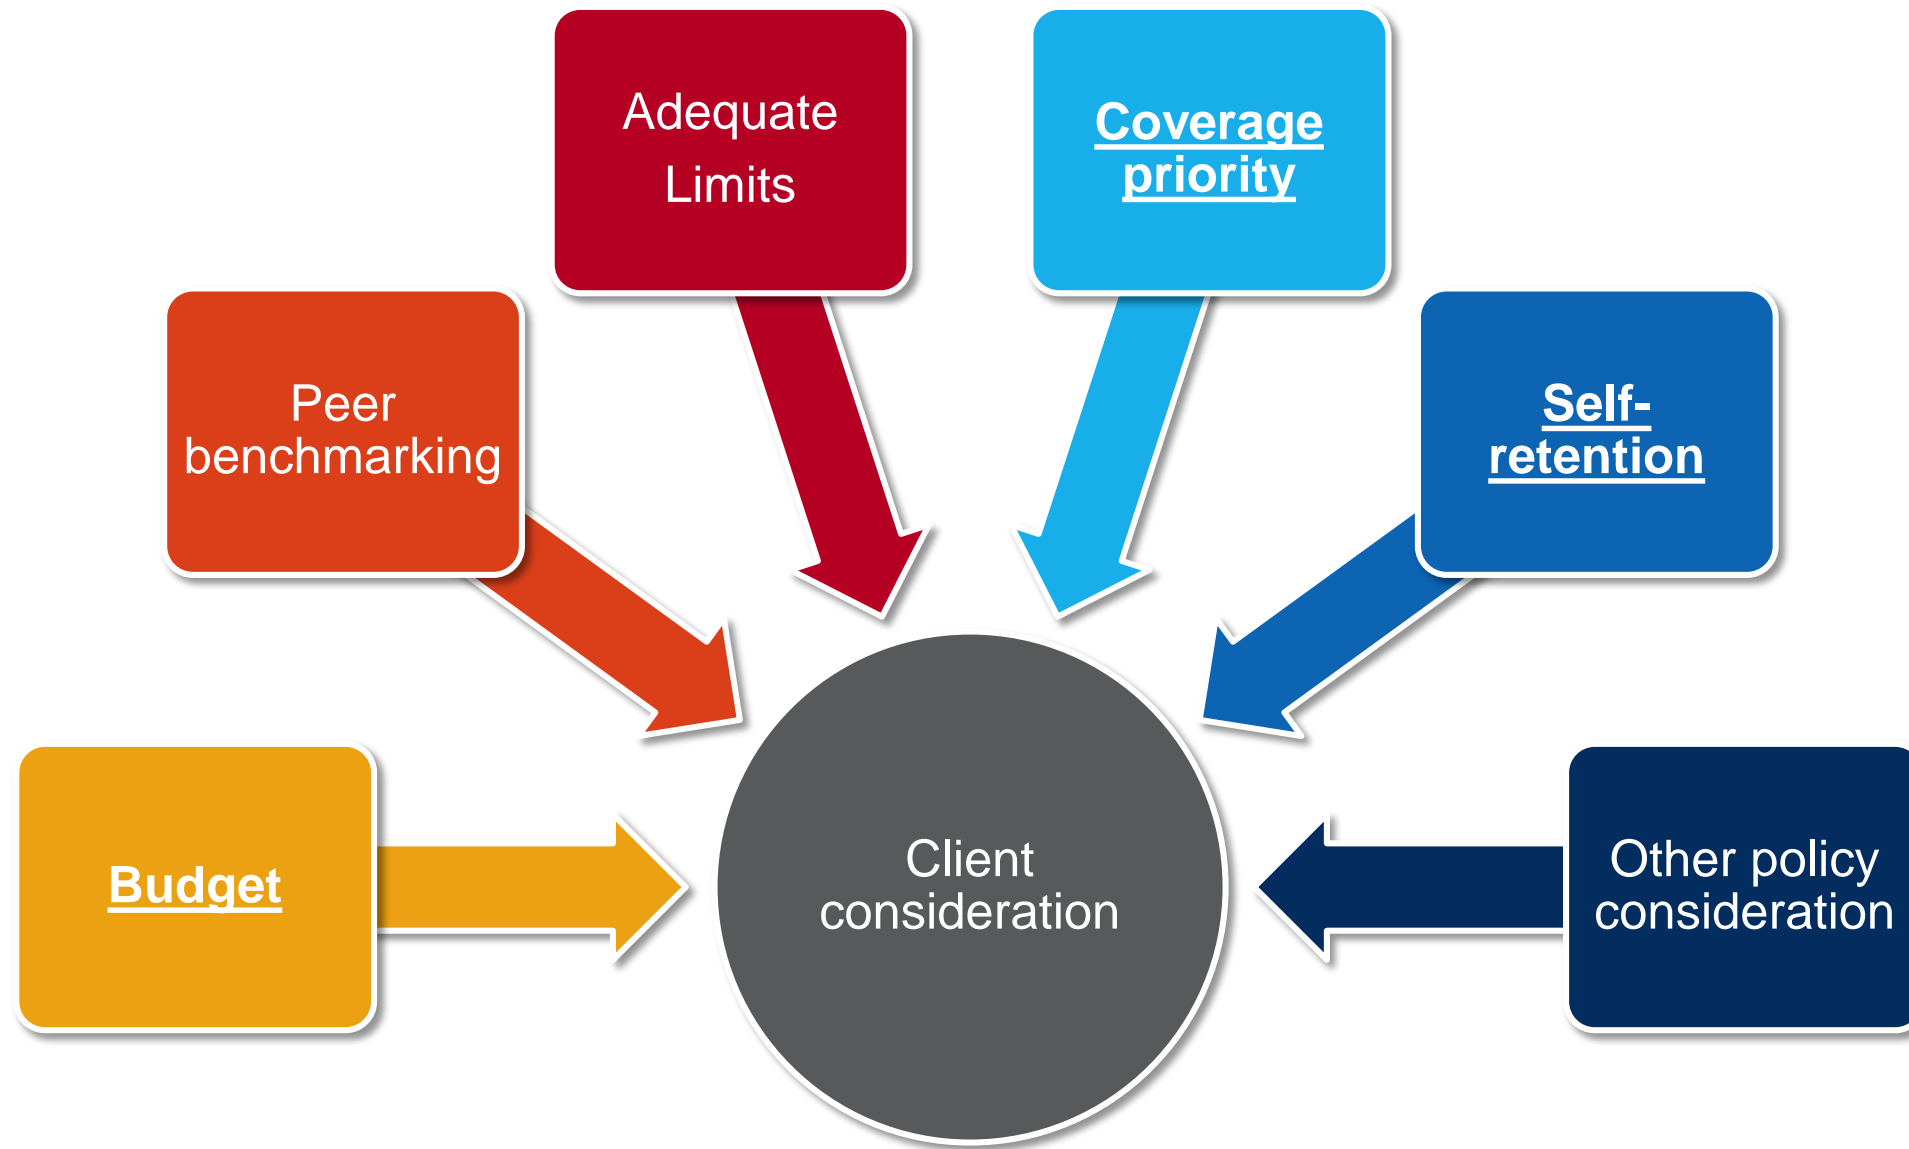 Adequate
Limits
Coverage
priority
Peer
benchmarking
Self-
retention
Budget
Client
consideration
Other policy
consideration